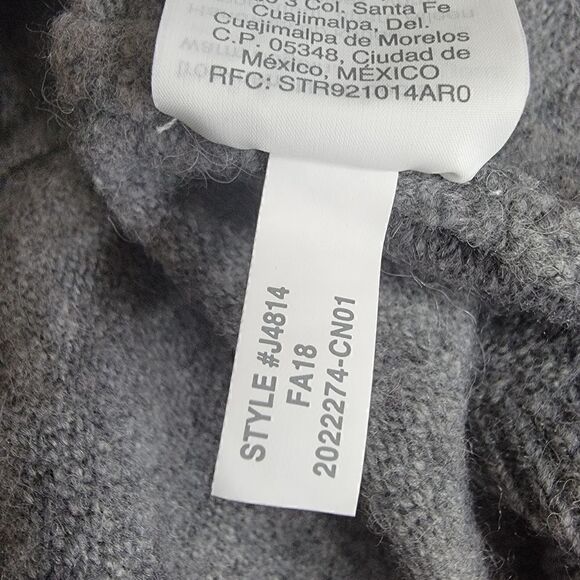 3 Col. Santa Fe
Cuajimalpa, Del.
Cuajimalpa de Morelos
C.P. 05348, Ciudad de
México, MÉXICO
RFC: STR921014AR0
STYLE #J4814
FA18
2022274-CN01